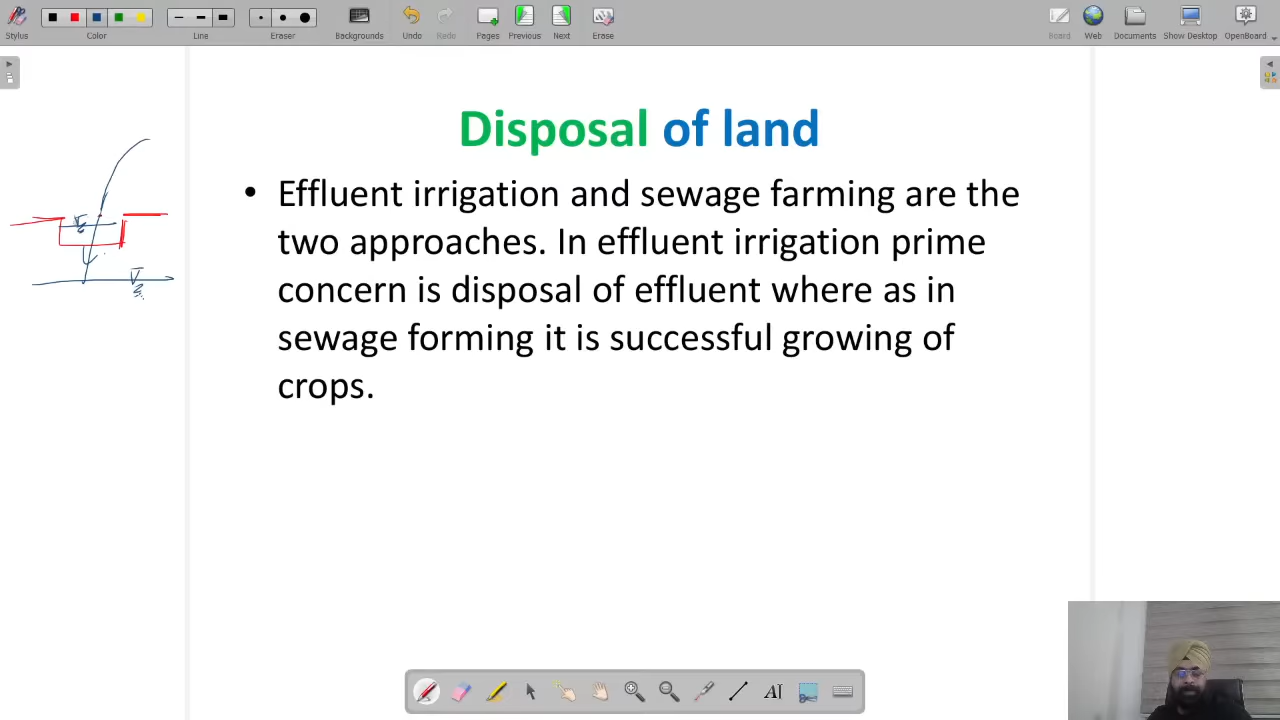 Stylus
Color
Line
Eraser
Backgrounds
Undo
Redo
Pages
Previous
Next
Erase
Board
Web
Documents
Show Desktop
OpenBoard
Disposal of land
• Effluent irrigation and sewage farming are the
two approaches. In effluent irrigation prime
concern is disposal of effluent where as in
sewage forming it is successful growing of
crops.